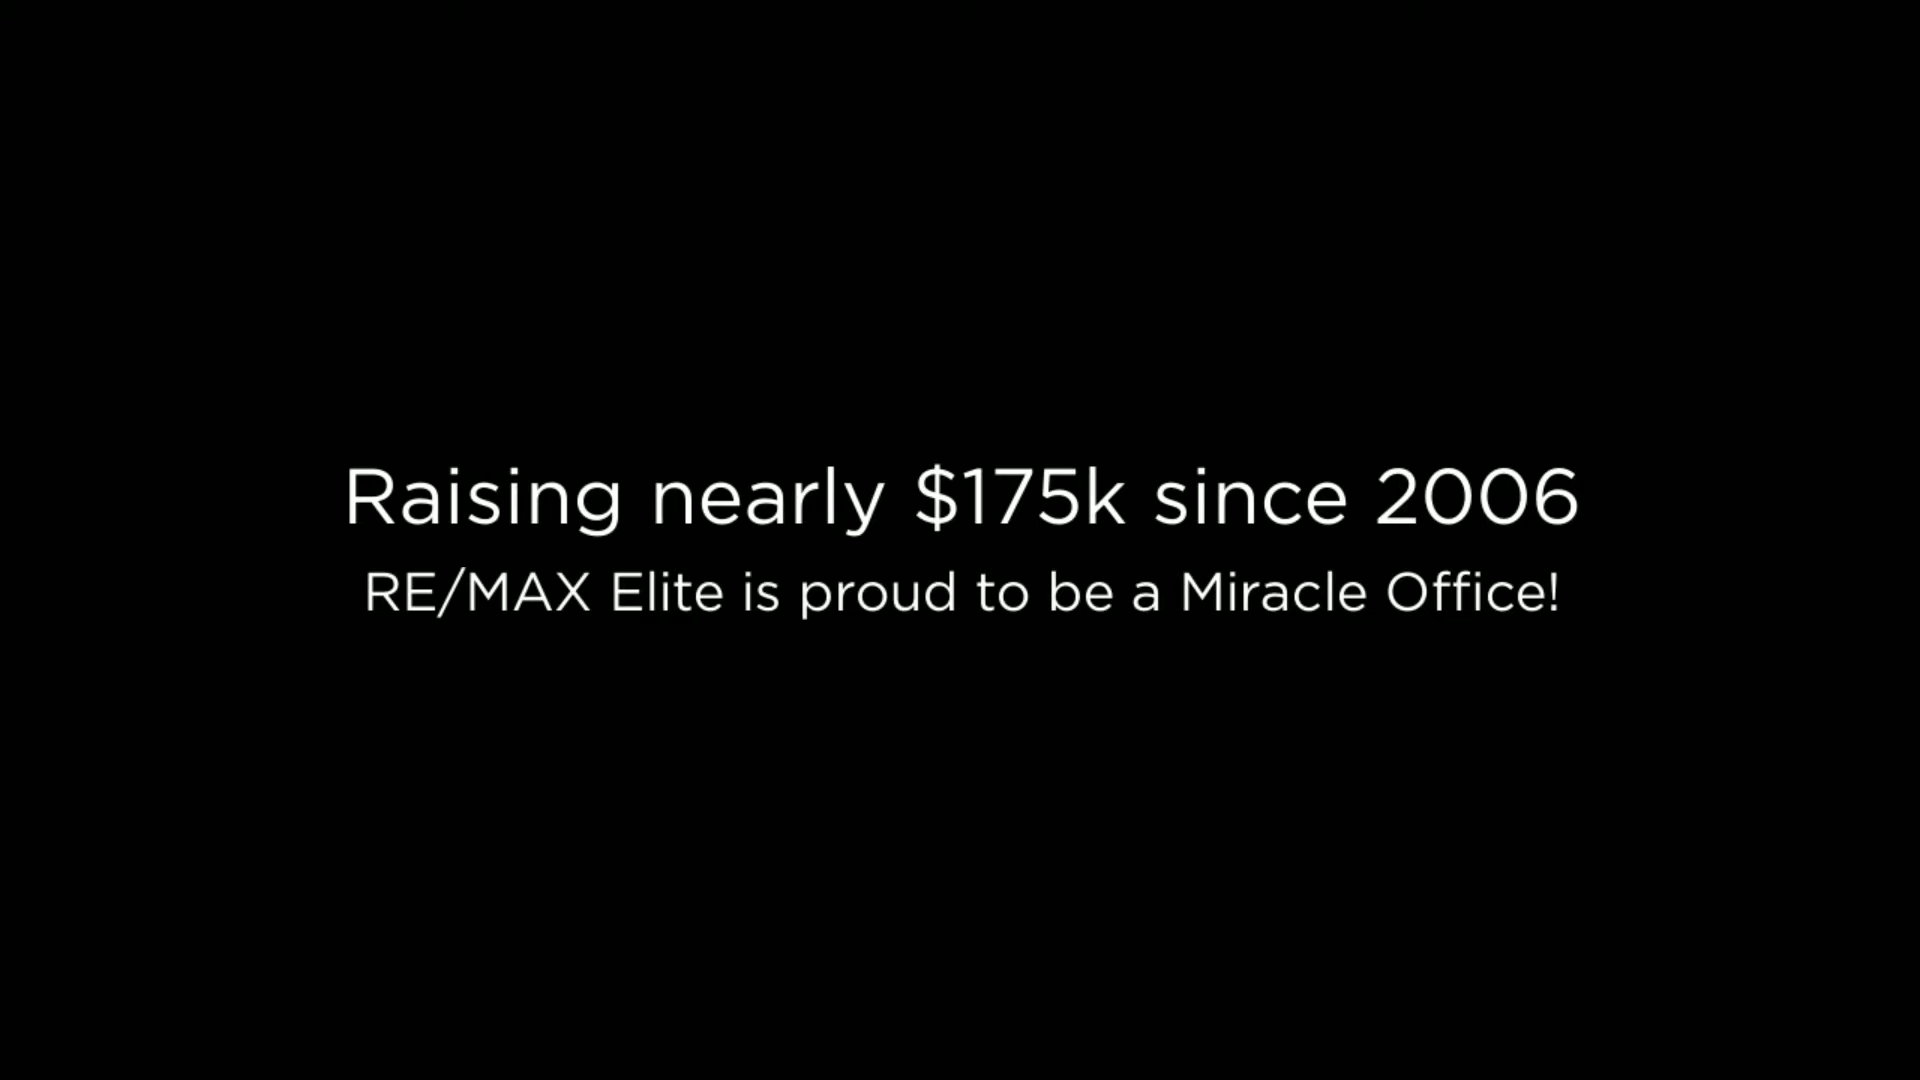 Raising nearly $175k since 2006
RE/MAX Elite is proud to be a Miracle Office!